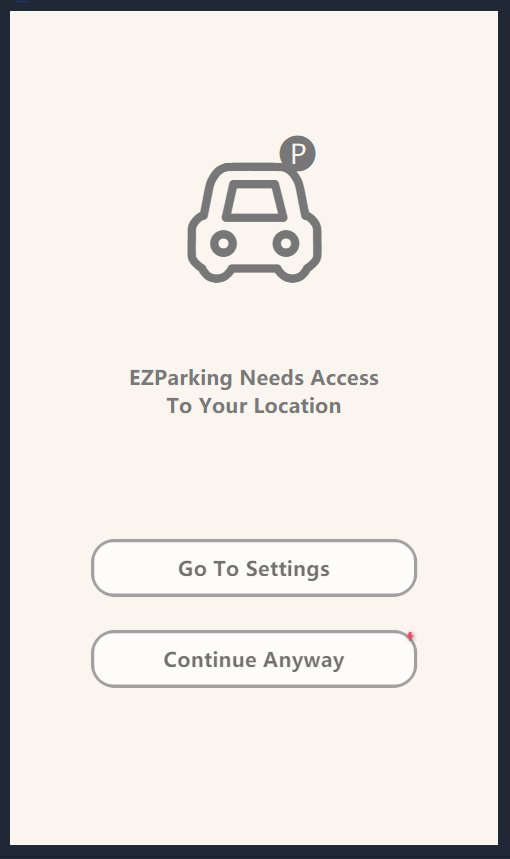 P
EZParking Needs Access
To Your Location
Go To Settings
Continue Anyway